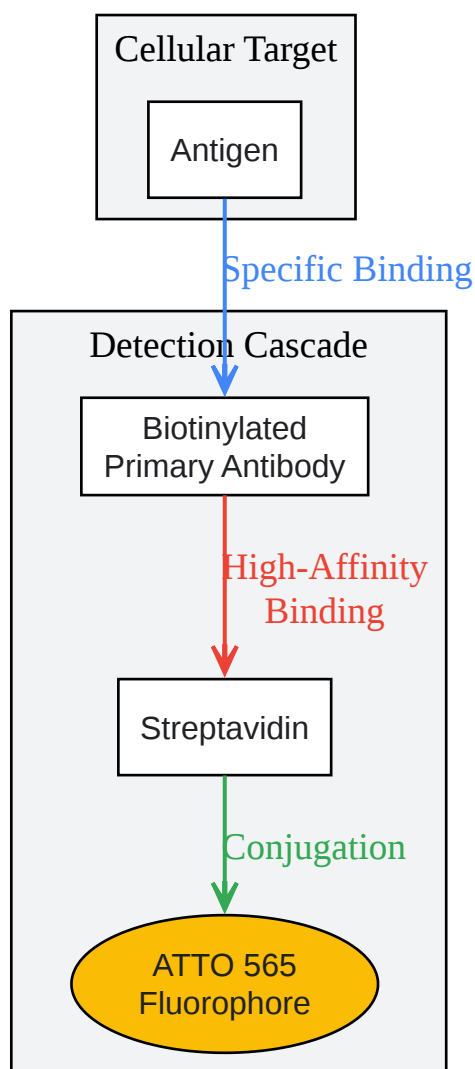 Cellular Target
Antigen
Specific Binding
Detection Cascade
Biotinylated
Primary Antibody
High-Affinity
Binding
Streptavidin
Conjugation
ATTO 565
Fluorophore